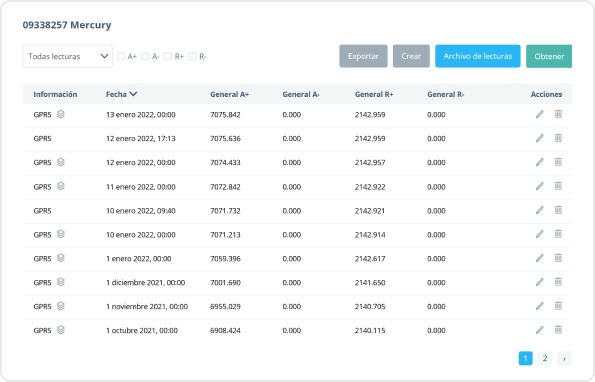 09338257 Mercury
Todas lecturas A+ A- R+ R- Exportar Crear Archivo de lecturas Obtener
Información Fecha General A+ General A- General R+ General R- Acciones
GPRS 13 enero 2022, 00:00 7075.842 0.000 2142.959 0.000
GPRS 12 enero 2022, 17:13 7075.636 0.000 2142.959 0.000
GPRS 12 enero 2022, 00:00 7074.433 0.000 2142.957 0.000
GPRS 11 enero 2022, 00:00 7072.842 0.000 2142.922 0.000
GPRS 10 enero 2022, 09:40 7071.732 0.000 2142.921 0.000
GPRS 10 enero 2022, 00:00 7071.213 0.000 2142.914 0.000
GPRS 1 enero 2022, 00:00 7059.396 0.000 2142.617 0.000
GPRS 1 diciembre 2021, 00:00 7001.690 0.000 2141.650 0.000
GPRS 1 noviembre 2021, 00:00 6955.029 0.000 2140.705 0.000
GPRS 1 octubre 2021, 00:00 6908.424 0.000 2140.115 0.000
1 2 ›